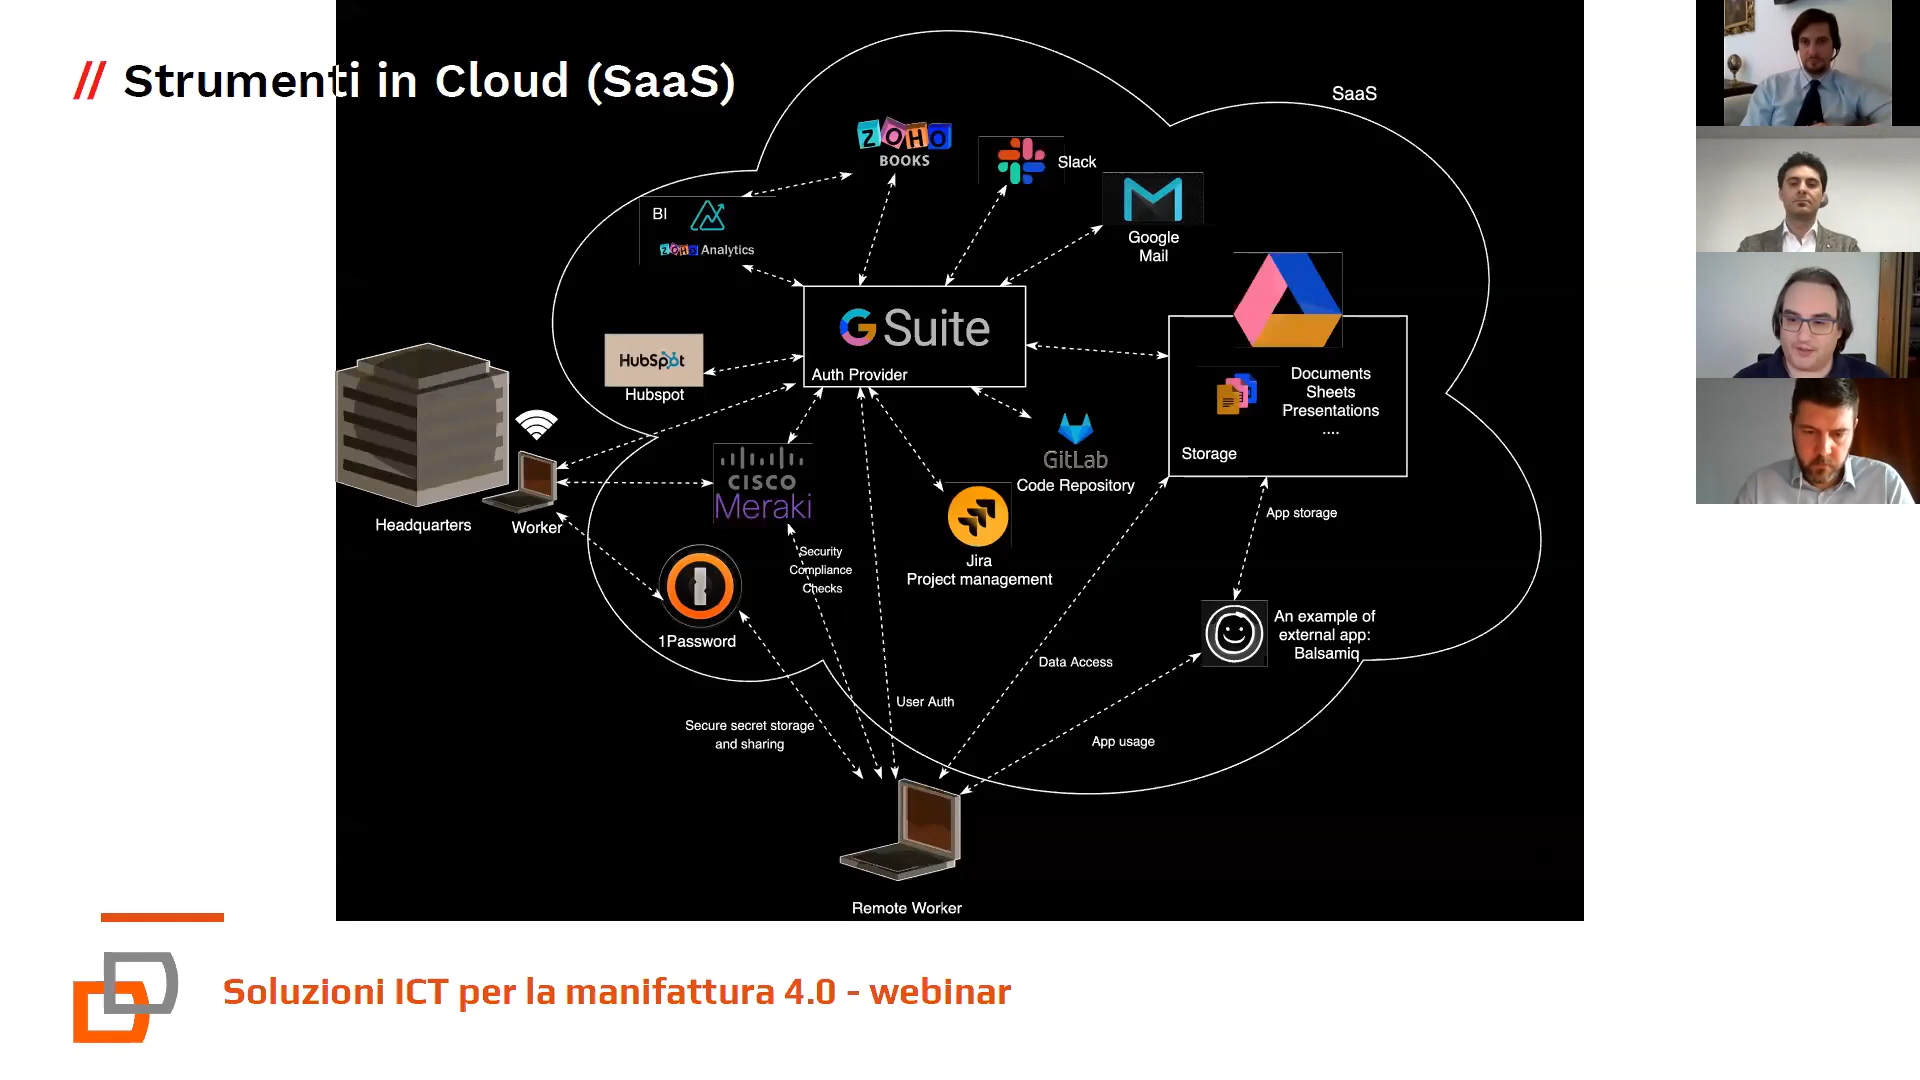 // Strumenti in Cloud (SaaS)
SaaS
ZOHO
BOOKS
Slack
BI
ZOHO Analytics
Google
Mail
G Suite
Auth Provider
HubSpot
Hubspot
Documents
Sheets
Presentations
....
Storage
GitLab
Code Repository
CISCO
Meraki
Headquarters
Worker
App storage
Jira
Project management
Security
Compliance
Checks
1Password
An example of
external app:
Balsamiq
Data Access
User Auth
Secure secret storage
and sharing
App usage
Remote Worker
Soluzioni ICT per la manifattura 4.0 - webinar